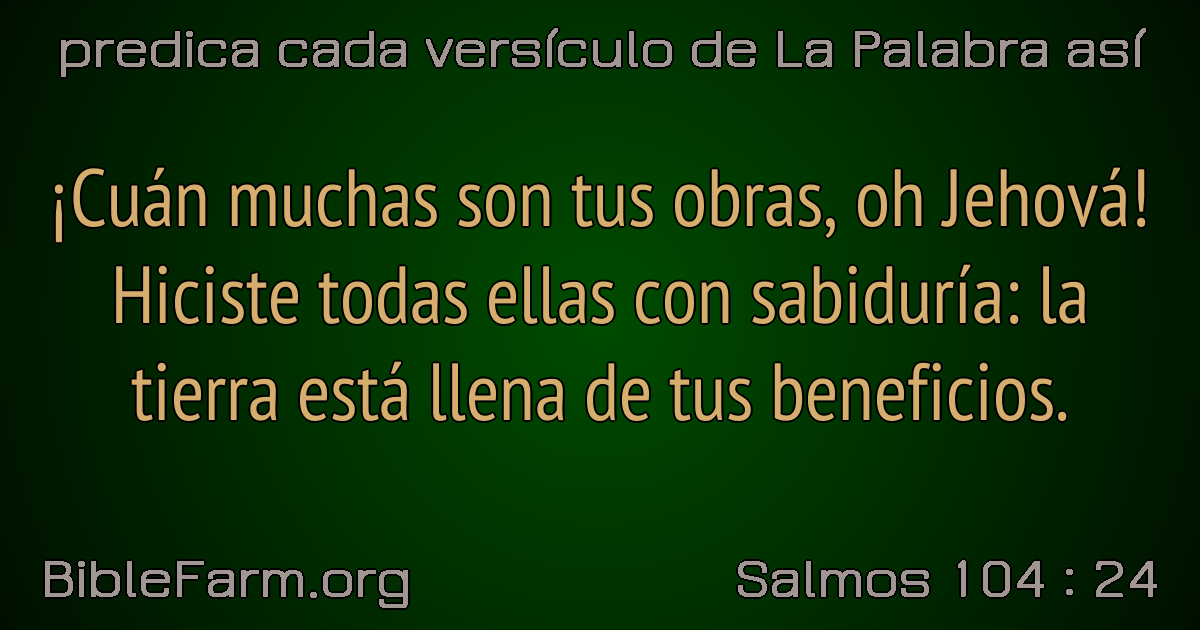 predica cada versículo de La Palabra así
¡Cuán muchas son tus obras, oh Jehová!
Hiciste todas ellas con sabiduría: la
tierra está llena de tus beneficios.
BibleFarm.org
Salmos 104 : 24